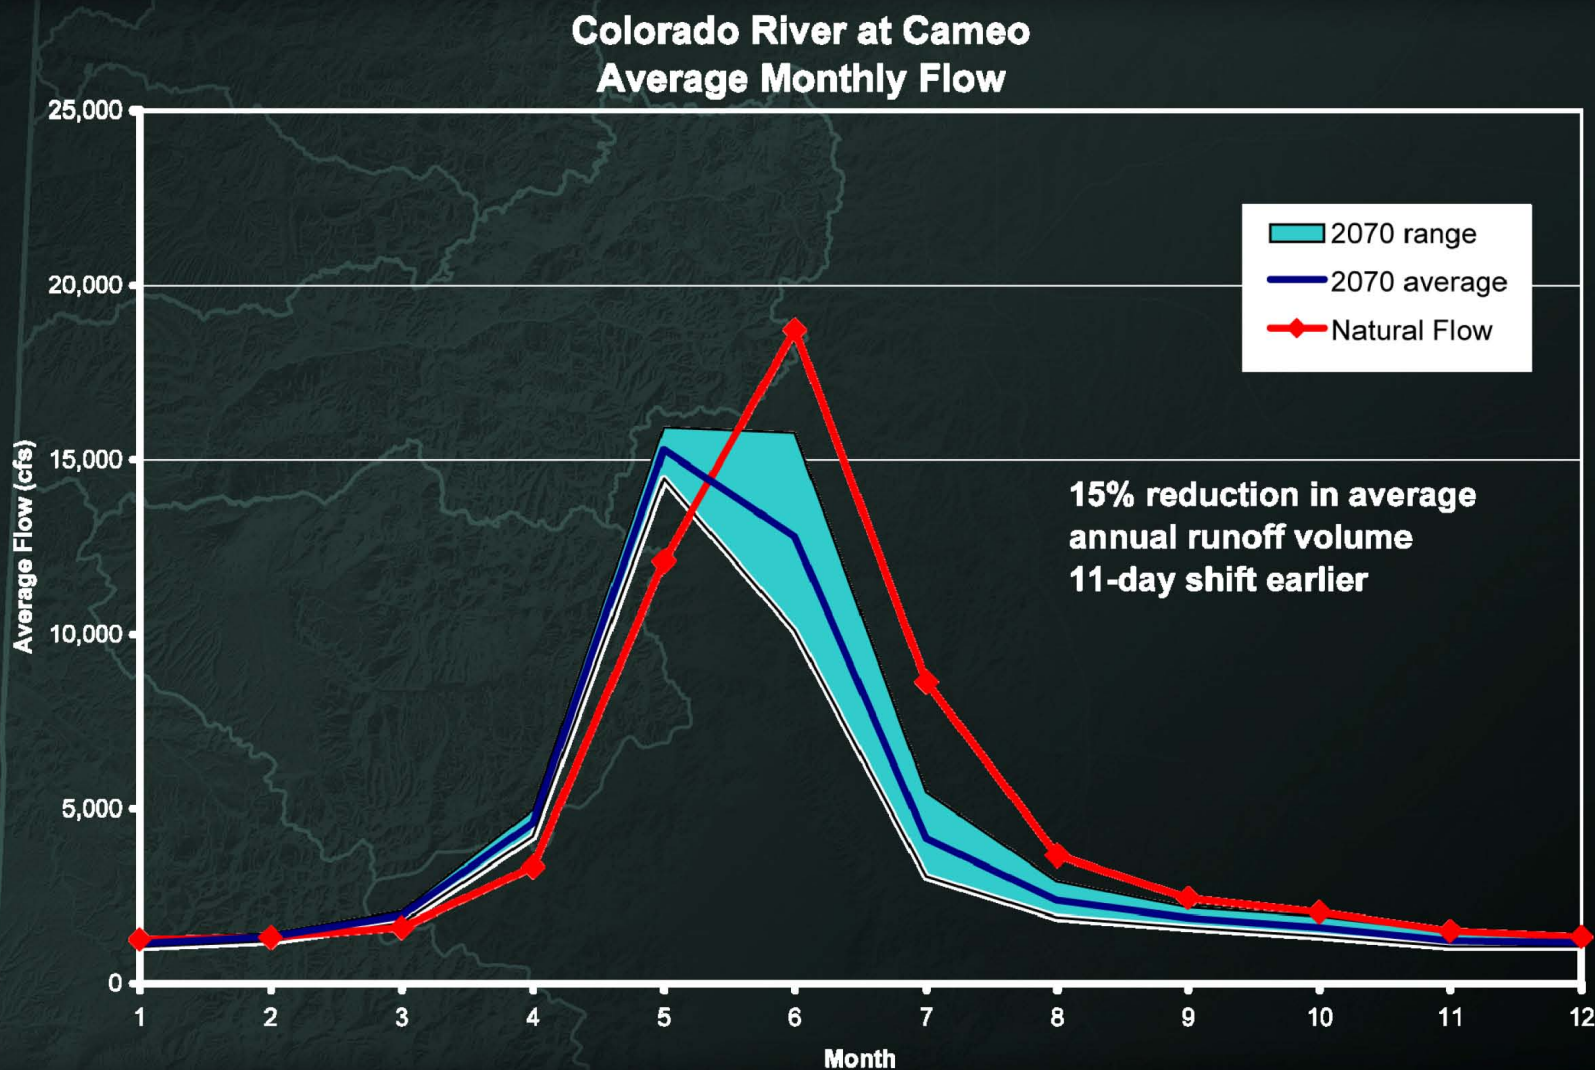 Colorado River at Cameo
Average Monthly Flow
25,000
20,000
15,000
10,000
5,000
0
Average Flow (cfs)
2070 range
2070 average
Natural Flow
15% reduction in average
annual runoff volume
11-day shift earlier
1 2 3 4 5 6 7 8 9 10 11 12
Month